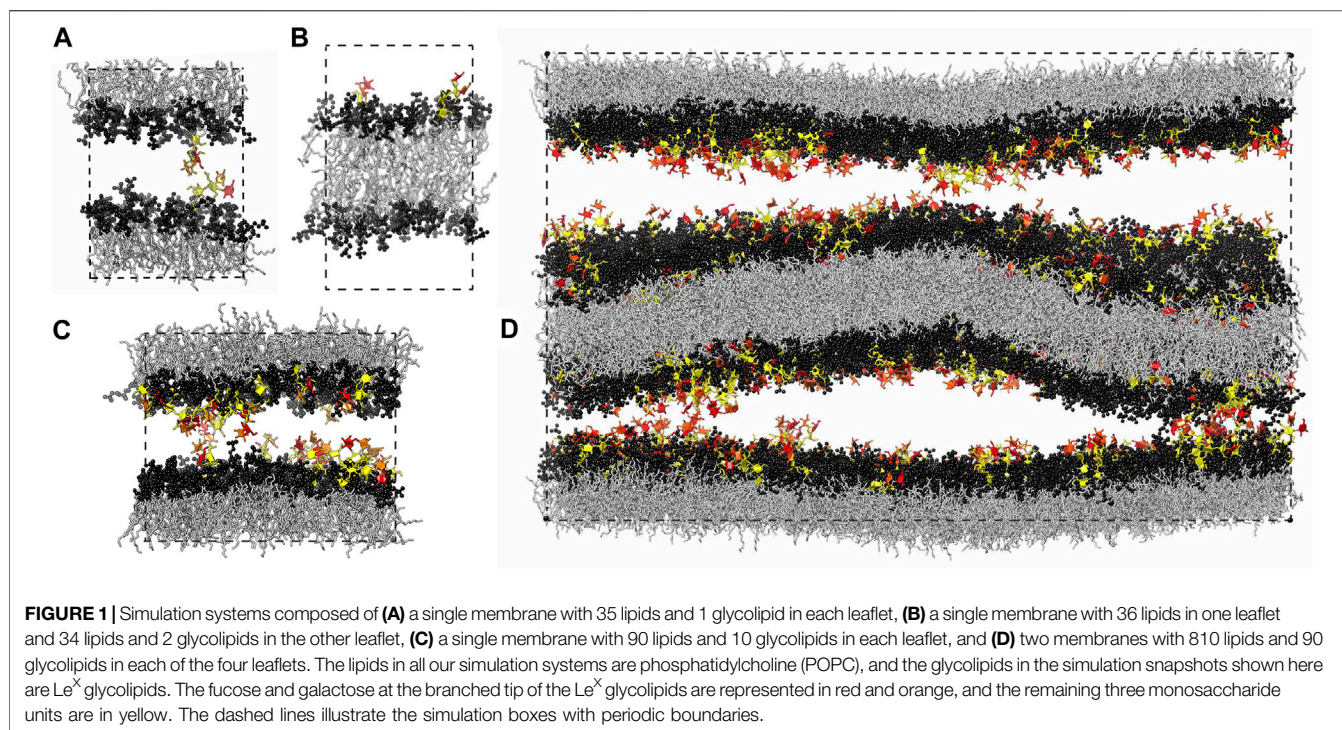 A
B
C
D
FIGURE 1 | Simulation systems composed of (A) a single membrane with 35 lipids and 1 glycolipid in each leaflet, (B) a single membrane with 36 lipids in one leaflet
and 34 lipids and 2 glycolipids in the other leaflet, (C) a single membrane with 90 lipids and 10 glycolipids in each leaflet, and (D) two membranes with 810 lipids and 90
glycolipids in each of the four leaflets. The lipids in all our simulation systems are phosphatidylcholine (POPC), and the glycolipids in the simulation snapshots shown here
are Leˣ glycolipids. The fucose and galactose at the branched tip of the Leˣ glycolipids are represented in red and orange, and the remaining three monosaccharide
units are in yellow. The dashed lines illustrate the simulation boxes with periodic boundaries.